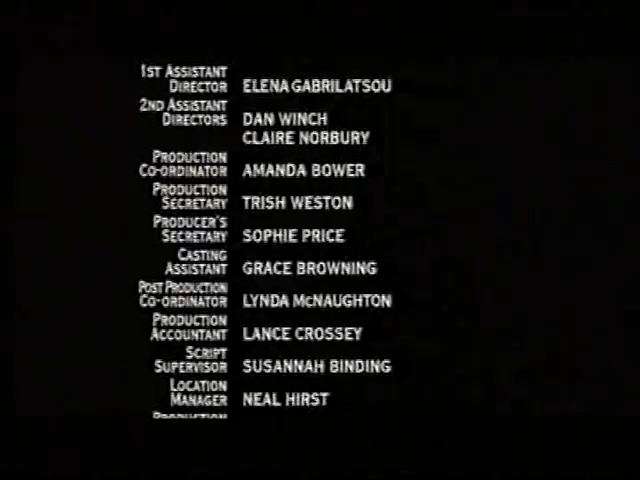 1ST ASSISTANT
DIRECTOR ELENA GABRILATSOU
2ND ASSISTANT
DIRECTORS DAN WINCH
CLAIRE NORBURY
PRODUCTION
CO-ORDINATOR AMANDA BOWER
PRODUCTION
SECRETARY TRISH WESTON
PRODUCER'S
SECRETARY SOPHIE PRICE
CASTING
ASSISTANT GRACE BROWNING
POST PRODUCTION
CO-ORDINATOR LYNDA MCNAUGHTON
PRODUCTION
ACCOUNTANT LANCE CROSSEY
SCRIPT
SUPERVISOR SUSANNAH BINDING
LOCATION
MANAGER NEAL HIRST
PRODUCTION